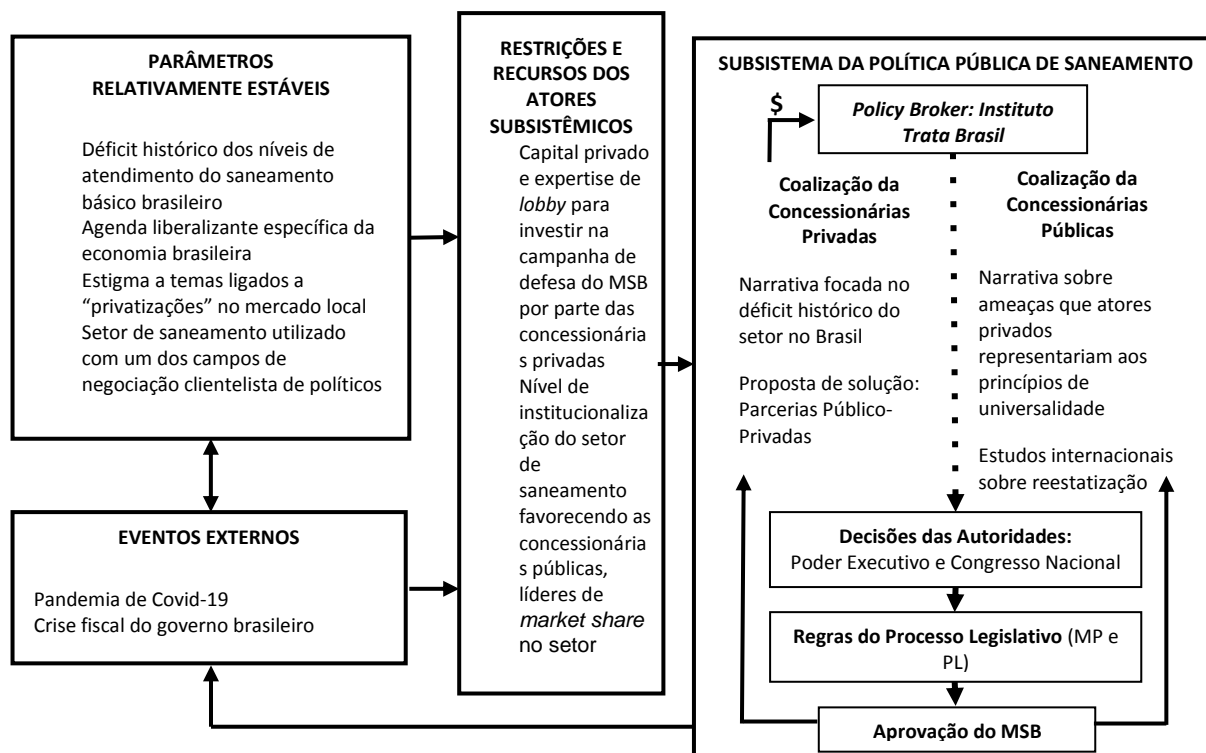 PARÂMETROS
RELATIVAMENTE ESTÁVEIS
Déficit histórico dos níveis de
atendimento do saneamento
básico brasileiro
Agenda liberalizante específica da
economia brasileira
Estigma a temas ligados a
“privatizações” no mercado local
Setor de saneamento utilizado
com um dos campos de
negociação clientelista de políticos
EVENTOS EXTERNOS
Pandemia de Covid-19
Crise fiscal do governo brasileiro
RESTRIÇÕES E
RECURSOS DOS
ATORES
SUBSISTÊMICOS
Capital privado
e expertise de
lobby para
investir na
campanha de
defesa do MSB
por parte das
concessionária
s privadas
Nível de
institucionaliza
ção do setor
de
saneamento
favorecendo as
concessionária
s públicas,
líderes de
market share
no setor
SUBSISTEMA DA POLÍTICA PÚBLICA DE SANEAMENTO
$
Policy Broker: Instituto
Trata Brasil
Coalização da
Concessionárias
Privadas
Narrativa focada no
déficit histórico do
setor no Brasil
Proposta de solução:
Parcerias Público-
Privadas
Coalização da
Concessionárias
Públicas
Narrativa sobre
ameaças que atores
privados
representariam aos
princípios de
universalidade
Estudos internacionais
sobre reestatização
Decisões das Autoridades:
Poder Executivo e Congresso Nacional
Regras do Processo Legislativo (MP e
PL)
Aprovação do MSB